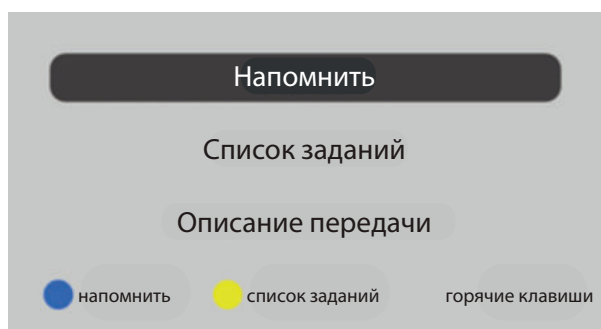 Напомнить
Список заданий
Описание передачи
напомнить список заданий горячие клавиши